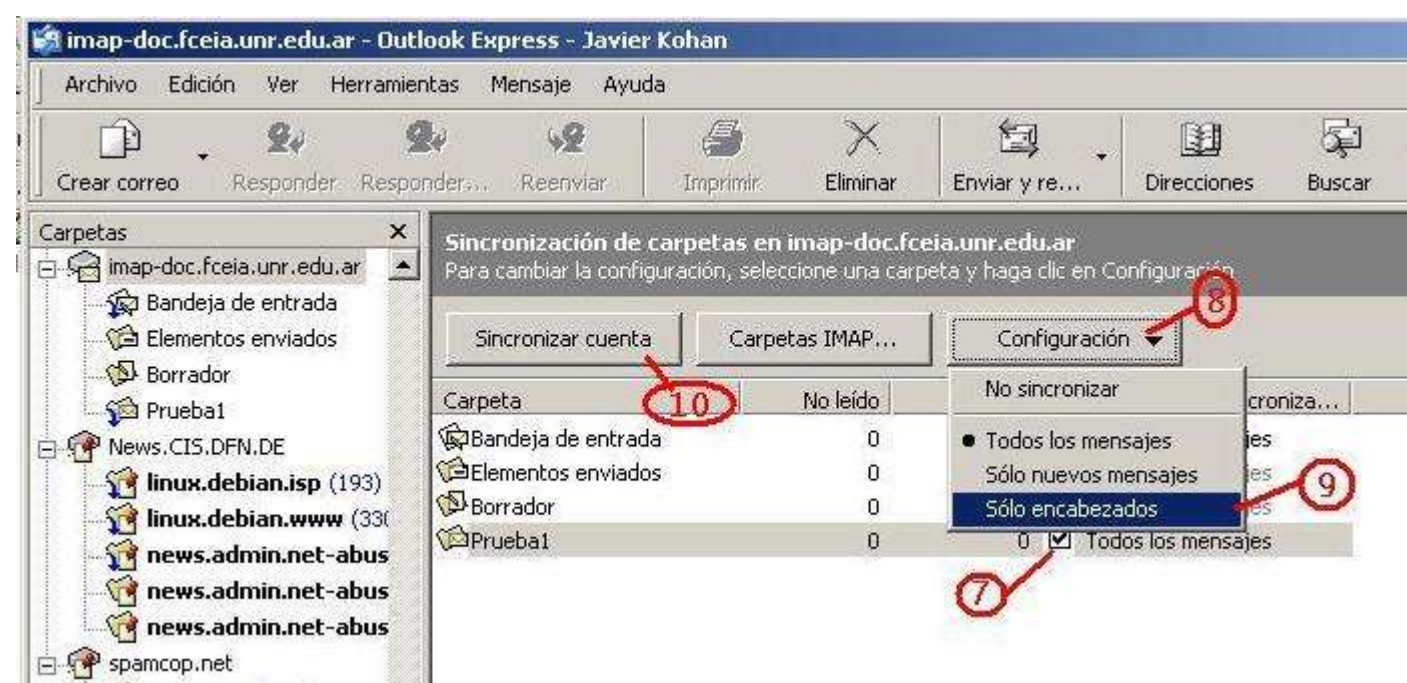 imap-doc.fceia.unr.edu.ar - Outlook Express - Javier Kohan
Archivo Edición Ver Herramientas Mensaje Ayuda
Crear correo Responder Responder... Reenviar Imprimir Eliminar Enviar y re... Direcciones Buscar
Carpetas
imap-doc.fceia.unr.edu.ar
Bandeja de entrada
Elementos enviados
Borrador
Prueba1
News.CIS.DFN.DE
linux.debian.isp (193)
linux.debian.www (330
news.admin.net-abus
news.admin.net-abus
news.admin.net-abus
spamcop.net
Sincronización de carpetas en imap-doc.fceia.unr.edu.ar
Para cambiar la configuración, seleccione una carpeta y haga clic en Configuración
8
Sincronizar cuenta Carpetas IMAP... Configuración
10
Carpeta No leído croniza...
Bandeja de entrada 0 jes
Elementos enviados 0 jes
Borrador 0 jes
Prueba1 0 0 Todos los mensajes
No sincronizar
Todos los mensajes
Sólo nuevos mensajes
Sólo encabezados
9
7